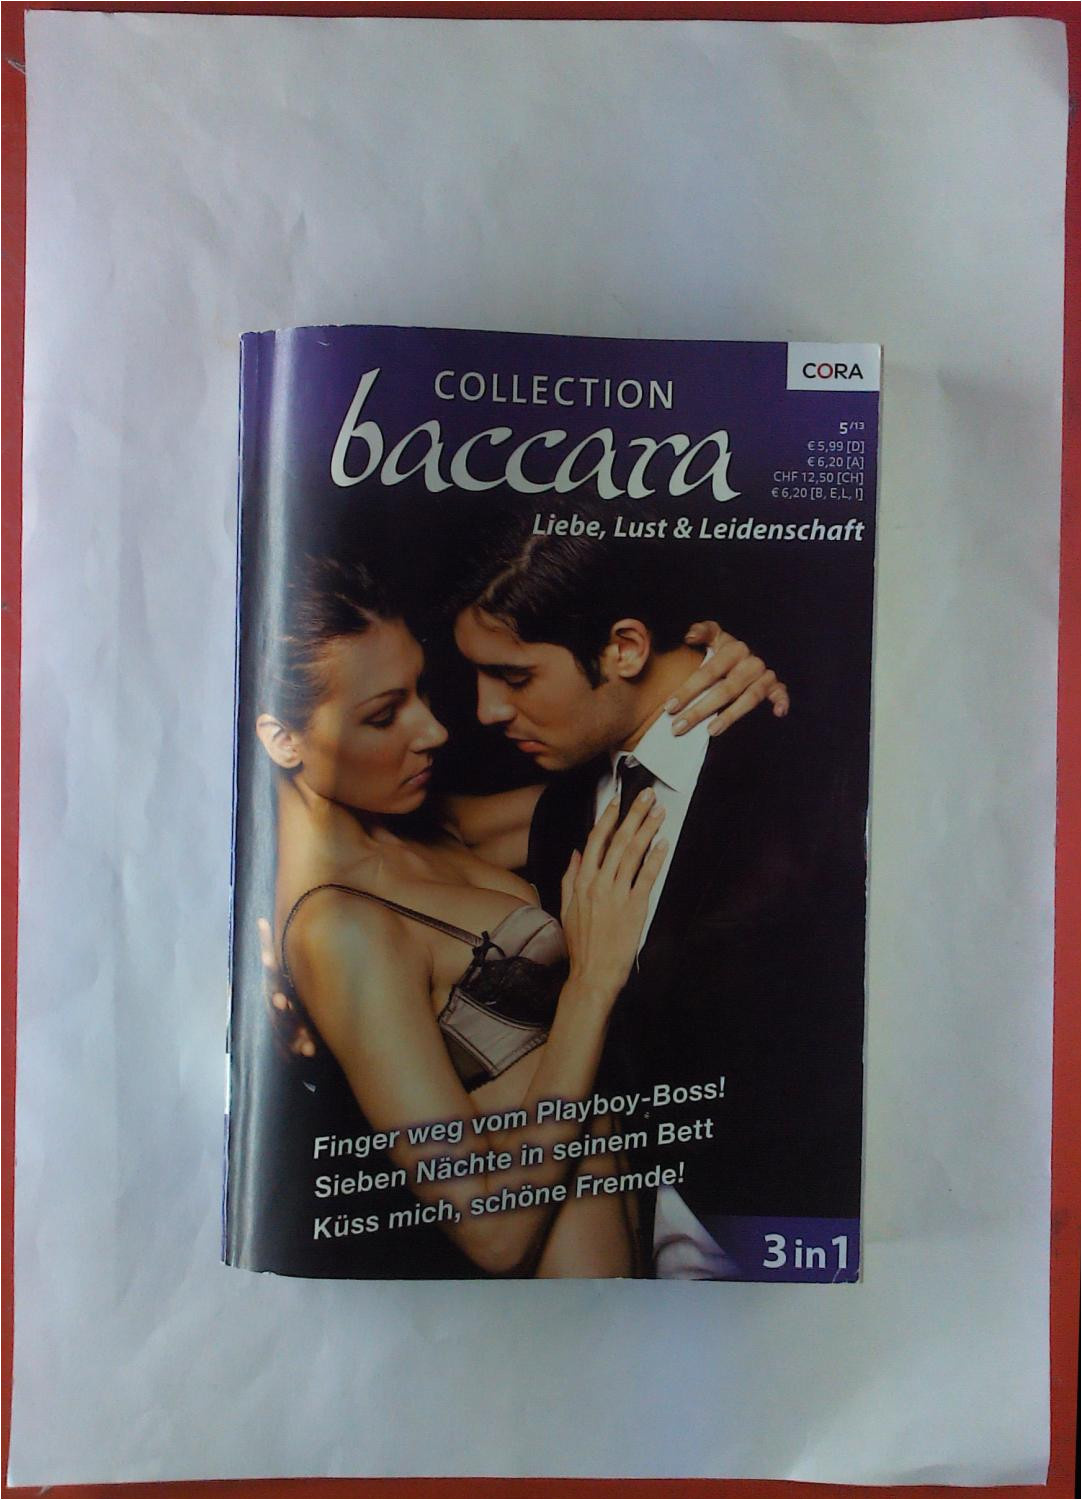 CORA
COLLECTION
baccara
5/13
€ 5,99 [D]
€ 6,20 [A]
CHF 12,50 [CH]
€ 6,20 [B, E,L, I]
Liebe, Lust & Leidenschaft
Finger weg vom Playboy-Boss!
Sieben Nächte in seinem Bett
Küss mich, schöne Fremde!
3 in 1